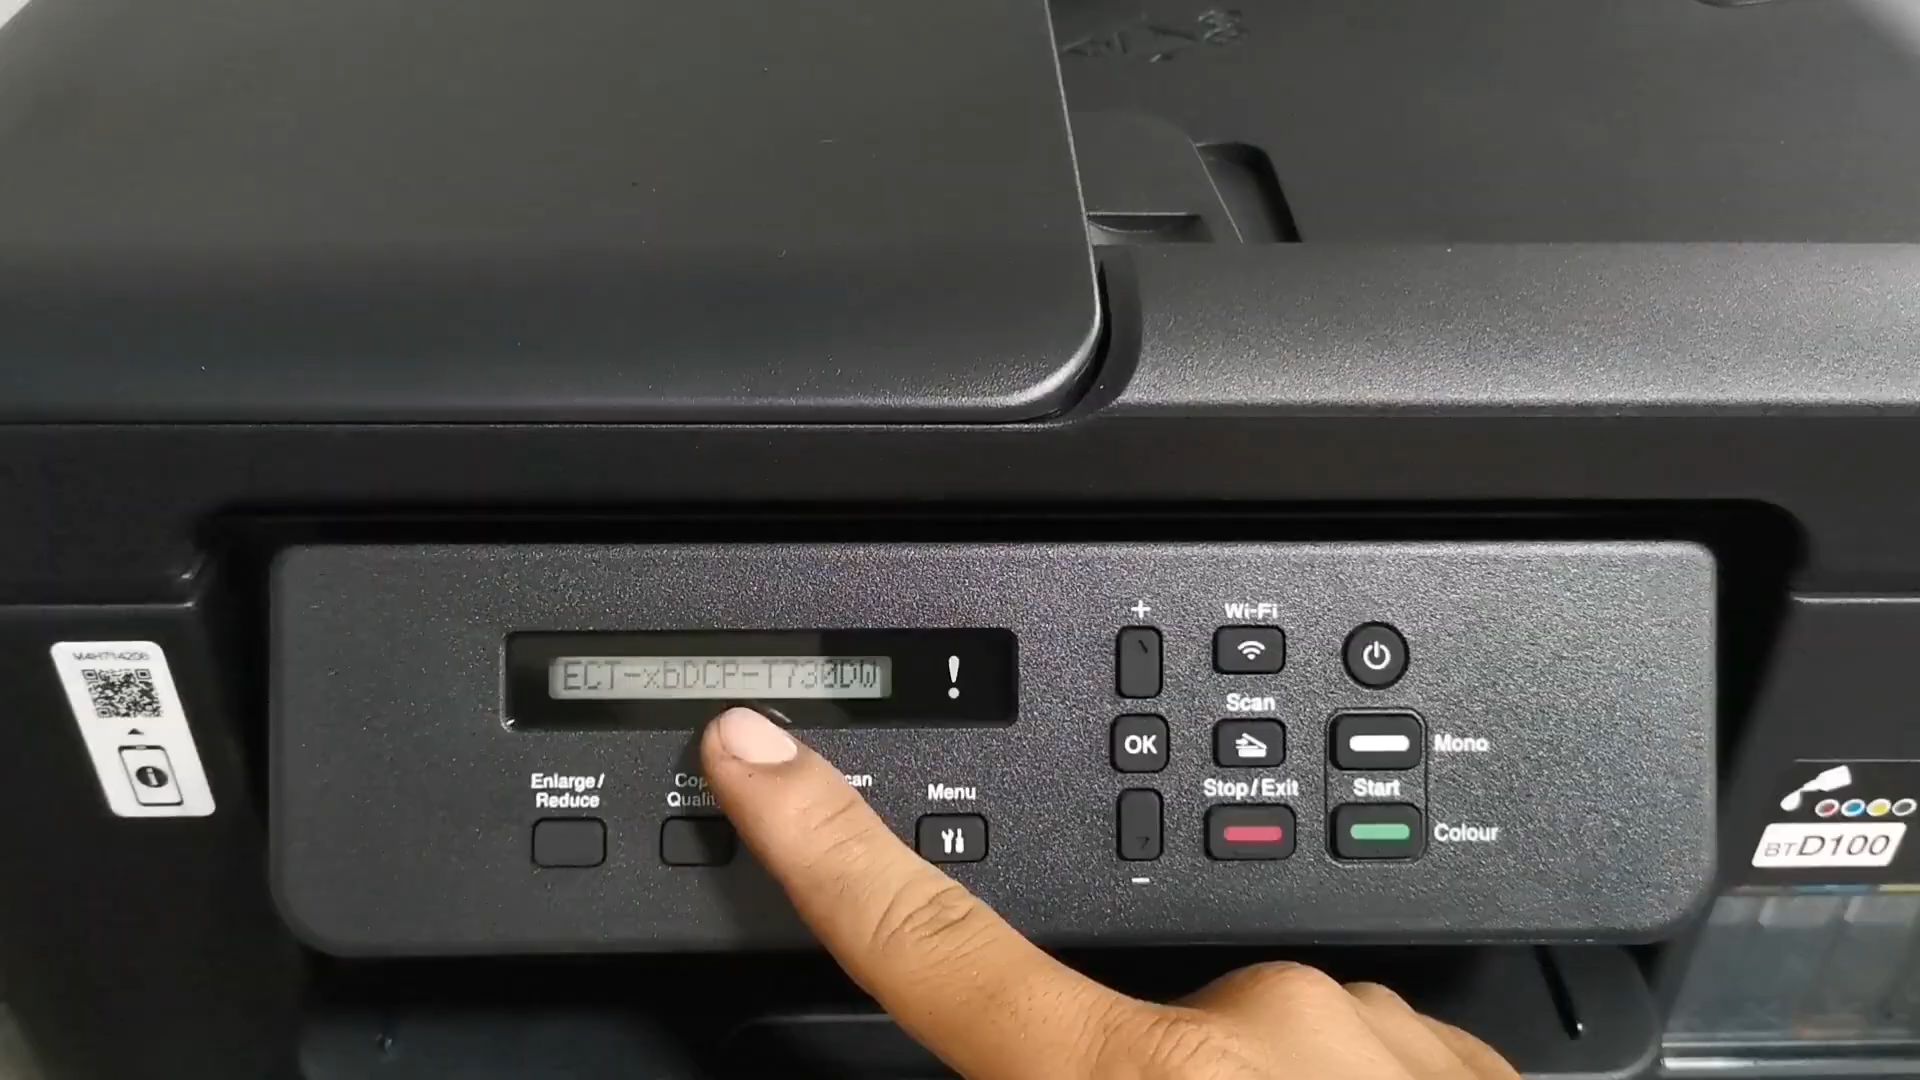 ECT-xbDCP-T730DW
+
Wi-Fi
Scan
OK
Mono
Enlarge/
Reduce
Menu
Stop/Exit
Start
Colour
-
BTD100